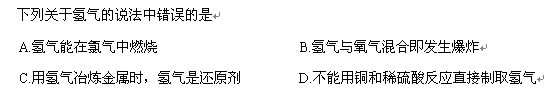 下列关于氢气的说法中错误的是↵
A.氢气能在氯气中燃烧 B.氢气与氧气混合即发生爆炸↵
C.用氢气冶炼金属时，氢气是还原剂 D.不能用铜和稀硫酸反应直接制取氢气↵